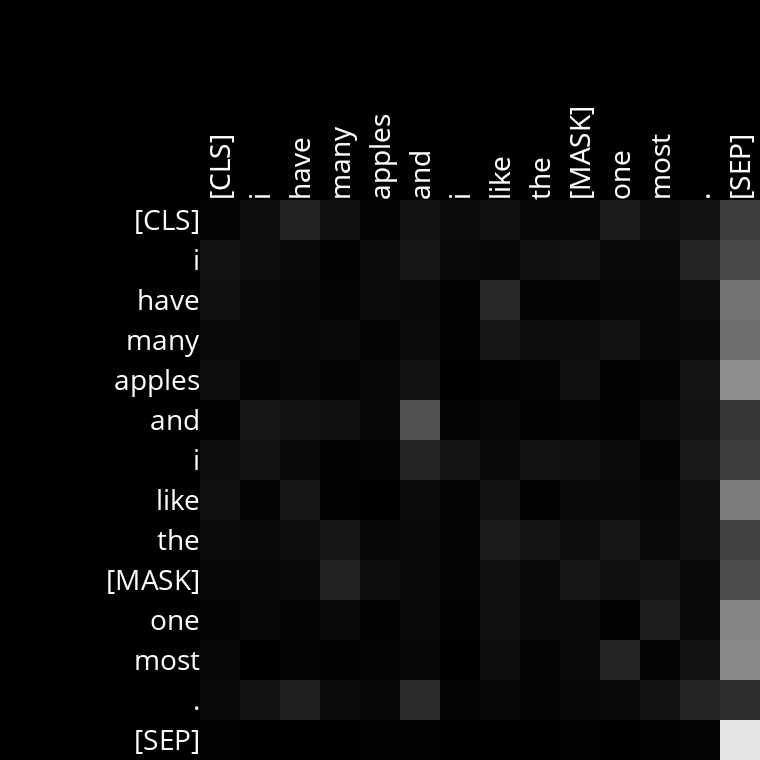 [CLS] i have many apples and i like the [MASK] one most . [SEP]
[CLS]
i
have
many
apples
and
i
like
the
[MASK]
one
most
.
[SEP]